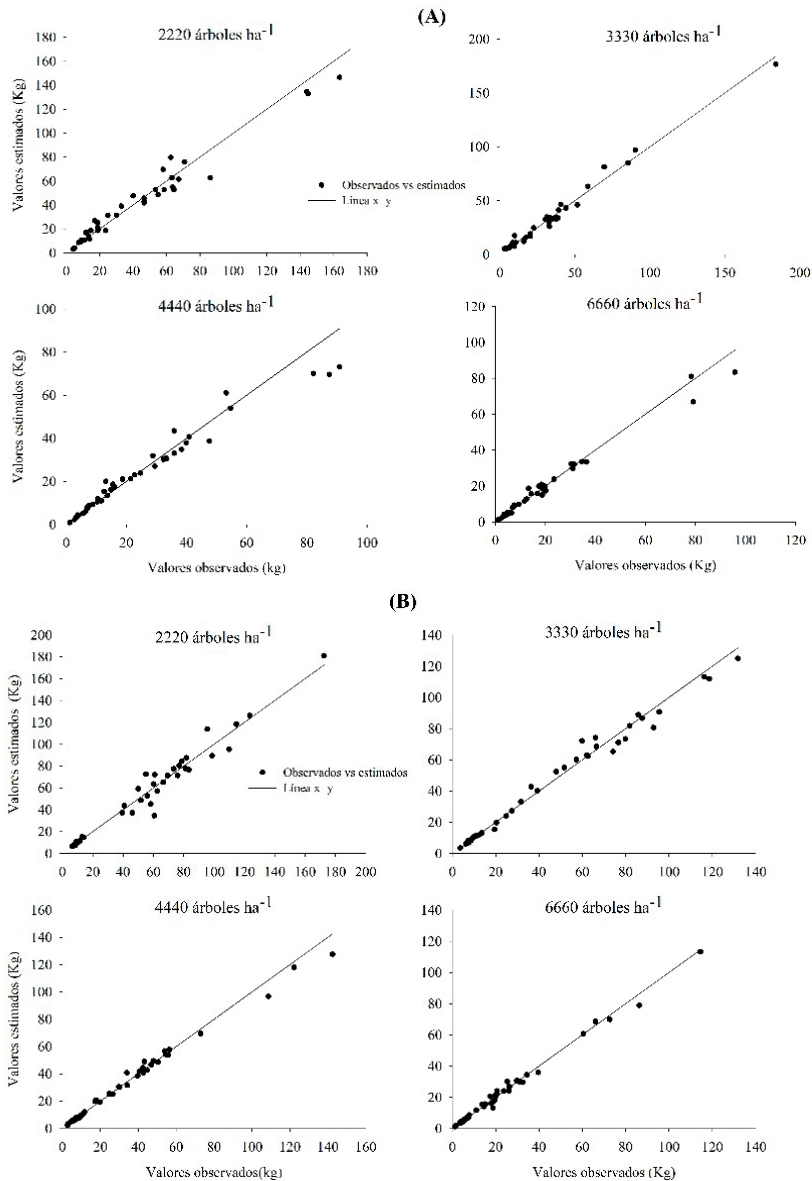 (A)
2220 árboles ha-1
3330 árboles ha-1
Valores estimados (Kg)
180
160
140
120
100
80
60
40
20
0
0 20 40 60 80 100 120 140 160 180
Observados vs estimados
Línea x y
200
150
100
50
0
0 50 100 150 200
4440 árboles ha-1
6660 árboles ha-1
Valores estimados (Kg)
100
80
60
40
20
0
0 20 40 60 80 100
Valores observados (kg)
120
100
80
60
40
20
0
0 20 40 60 80 100 120
Valores observados (Kg)
(B)
2220 árboles ha-1
3330 árboles ha-1
Valores estimados (Kg)
200
180
160
140
120
100
80
60
40
20
0
0 20 40 60 80 100 120 140 160 180 200
Observados vs estimados
Línea x y
140
120
100
80
60
40
20
0
0 20 40 60 80 100 120 140
4440 árboles ha-1
6660 árboles ha-1
Valores estimados (Kg)
160
140
120
100
80
60
40
20
0
0 20 40 60 80 100 120 140 160
Valores observados(kg)
140
120
100
80
60
40
20
0
0 20 40 60 80 100 120 140
Valores observados (Kg)